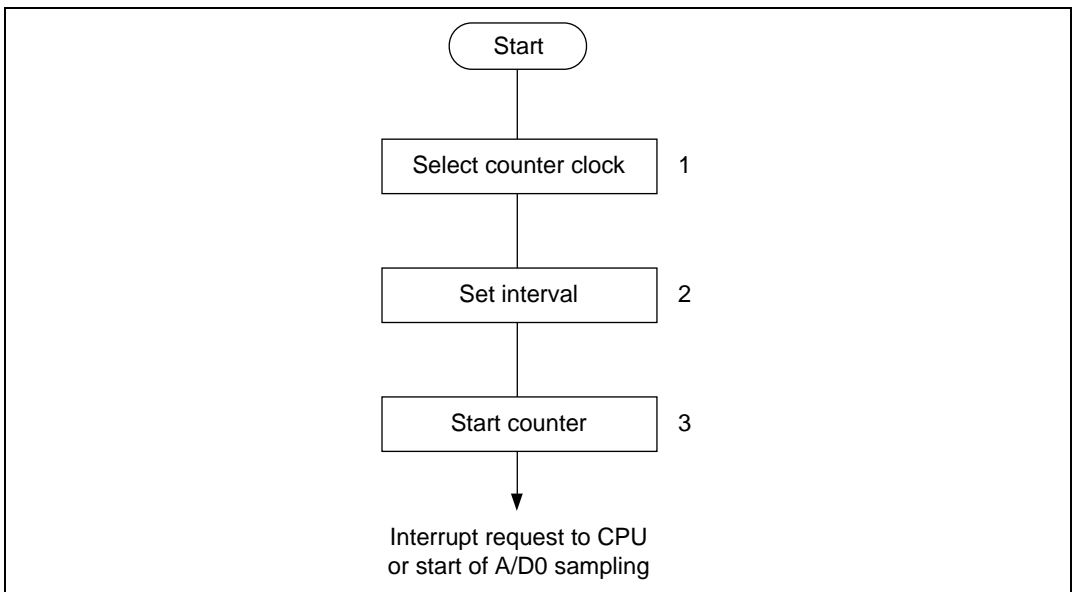 Start
Select counter clock 1
Set interval 2
Start counter 3
Interrupt request to CPU
or start of A/D0 sampling